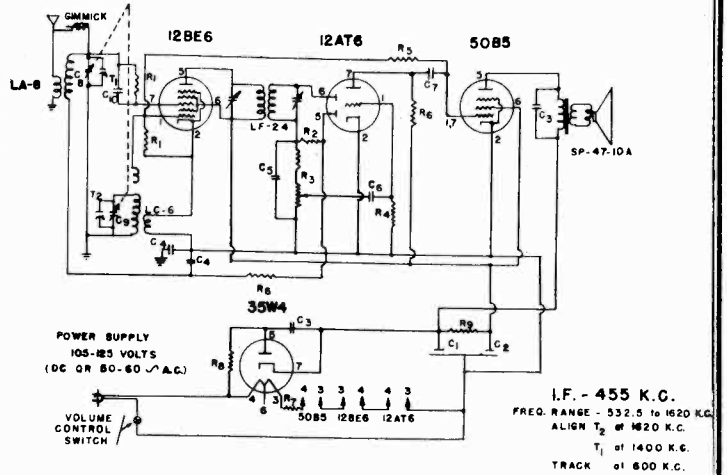 GIMMICK
12BE6
12AT6
50B5
LA-8
C8
T1
C10
R1
7
5
1
6
2
R1
LF-24
R2
6
5
7
1
2
R5
C7
R6
5
1,7
6
2
C3
SP-47-10A
C5
R3
C6
R4
T2
C9
LC-6
C4
C4
R6
35W4
C3
R9
C1
C2
POWER SUPPLY
105-125 VOLTS
(DC OR 50-60 ∿ A.C.)
R8
5
7
4
6
3
R7
4 3 3 4 4 3
50B5 12BE6 12AT6
VOLUME
CONTROL
SWITCH
I.F. - 455 K.C.
FREQ. RANGE - 532.5 to 1620 K.C.
ALIGN T2 at 1620 K.C.
T1 at 1400 K.C.
TRACK at 600 K.C.